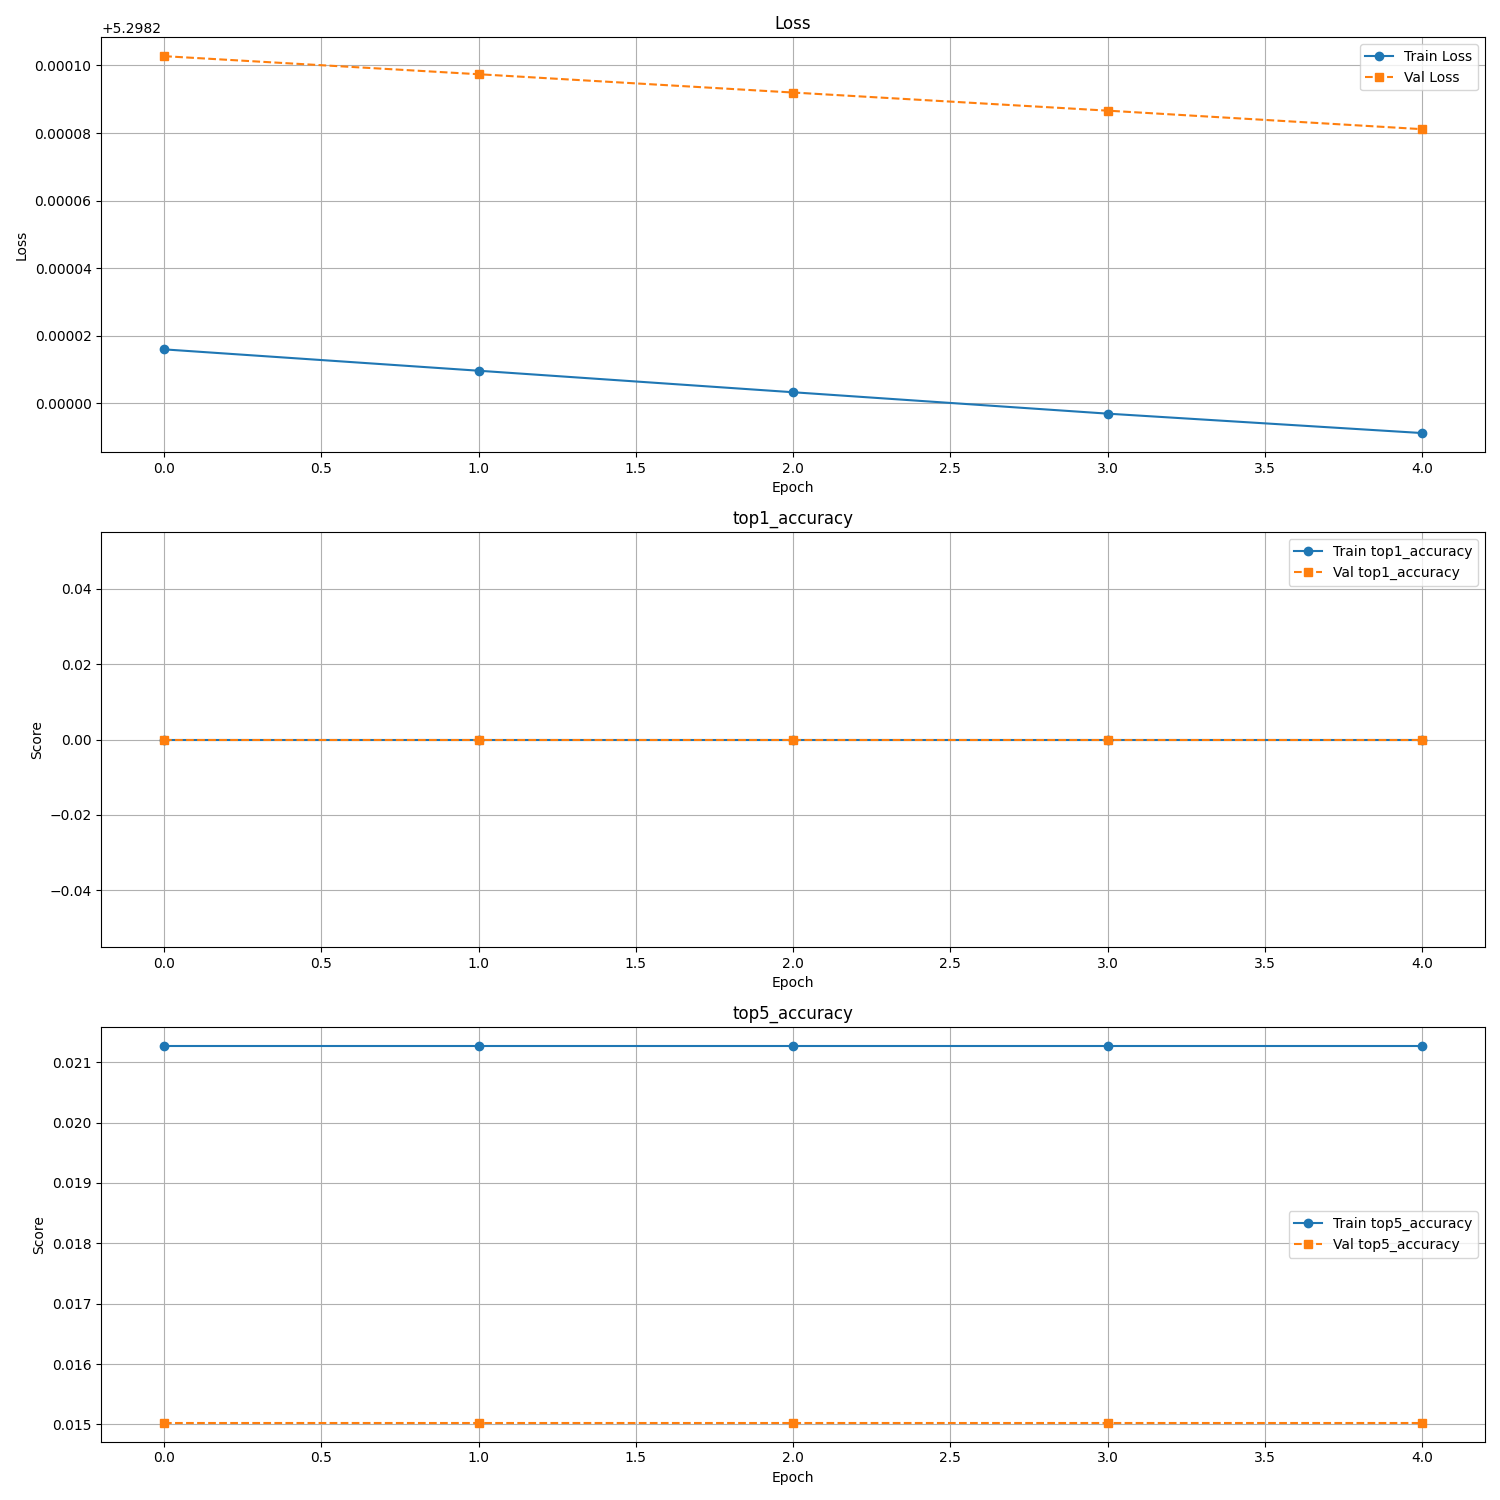 Loss
+5.2982
0.00010
0.00008
0.00006
0.00004
0.00002
0.00000
Loss
Train Loss
Val Loss
0.0 0.5 1.0 1.5 2.0 2.5 3.0 3.5 4.0
Epoch
top1_accuracy
0.04
0.02
0.00
−0.02
−0.04
Score
Train top1_accuracy
Val top1_accuracy
0.0 0.5 1.0 1.5 2.0 2.5 3.0 3.5 4.0
Epoch
top5_accuracy
0.021
0.020
0.019
0.018
0.017
0.016
0.015
Score
Train top5_accuracy
Val top5_accuracy
0.0 0.5 1.0 1.5 2.0 2.5 3.0 3.5 4.0
Epoch